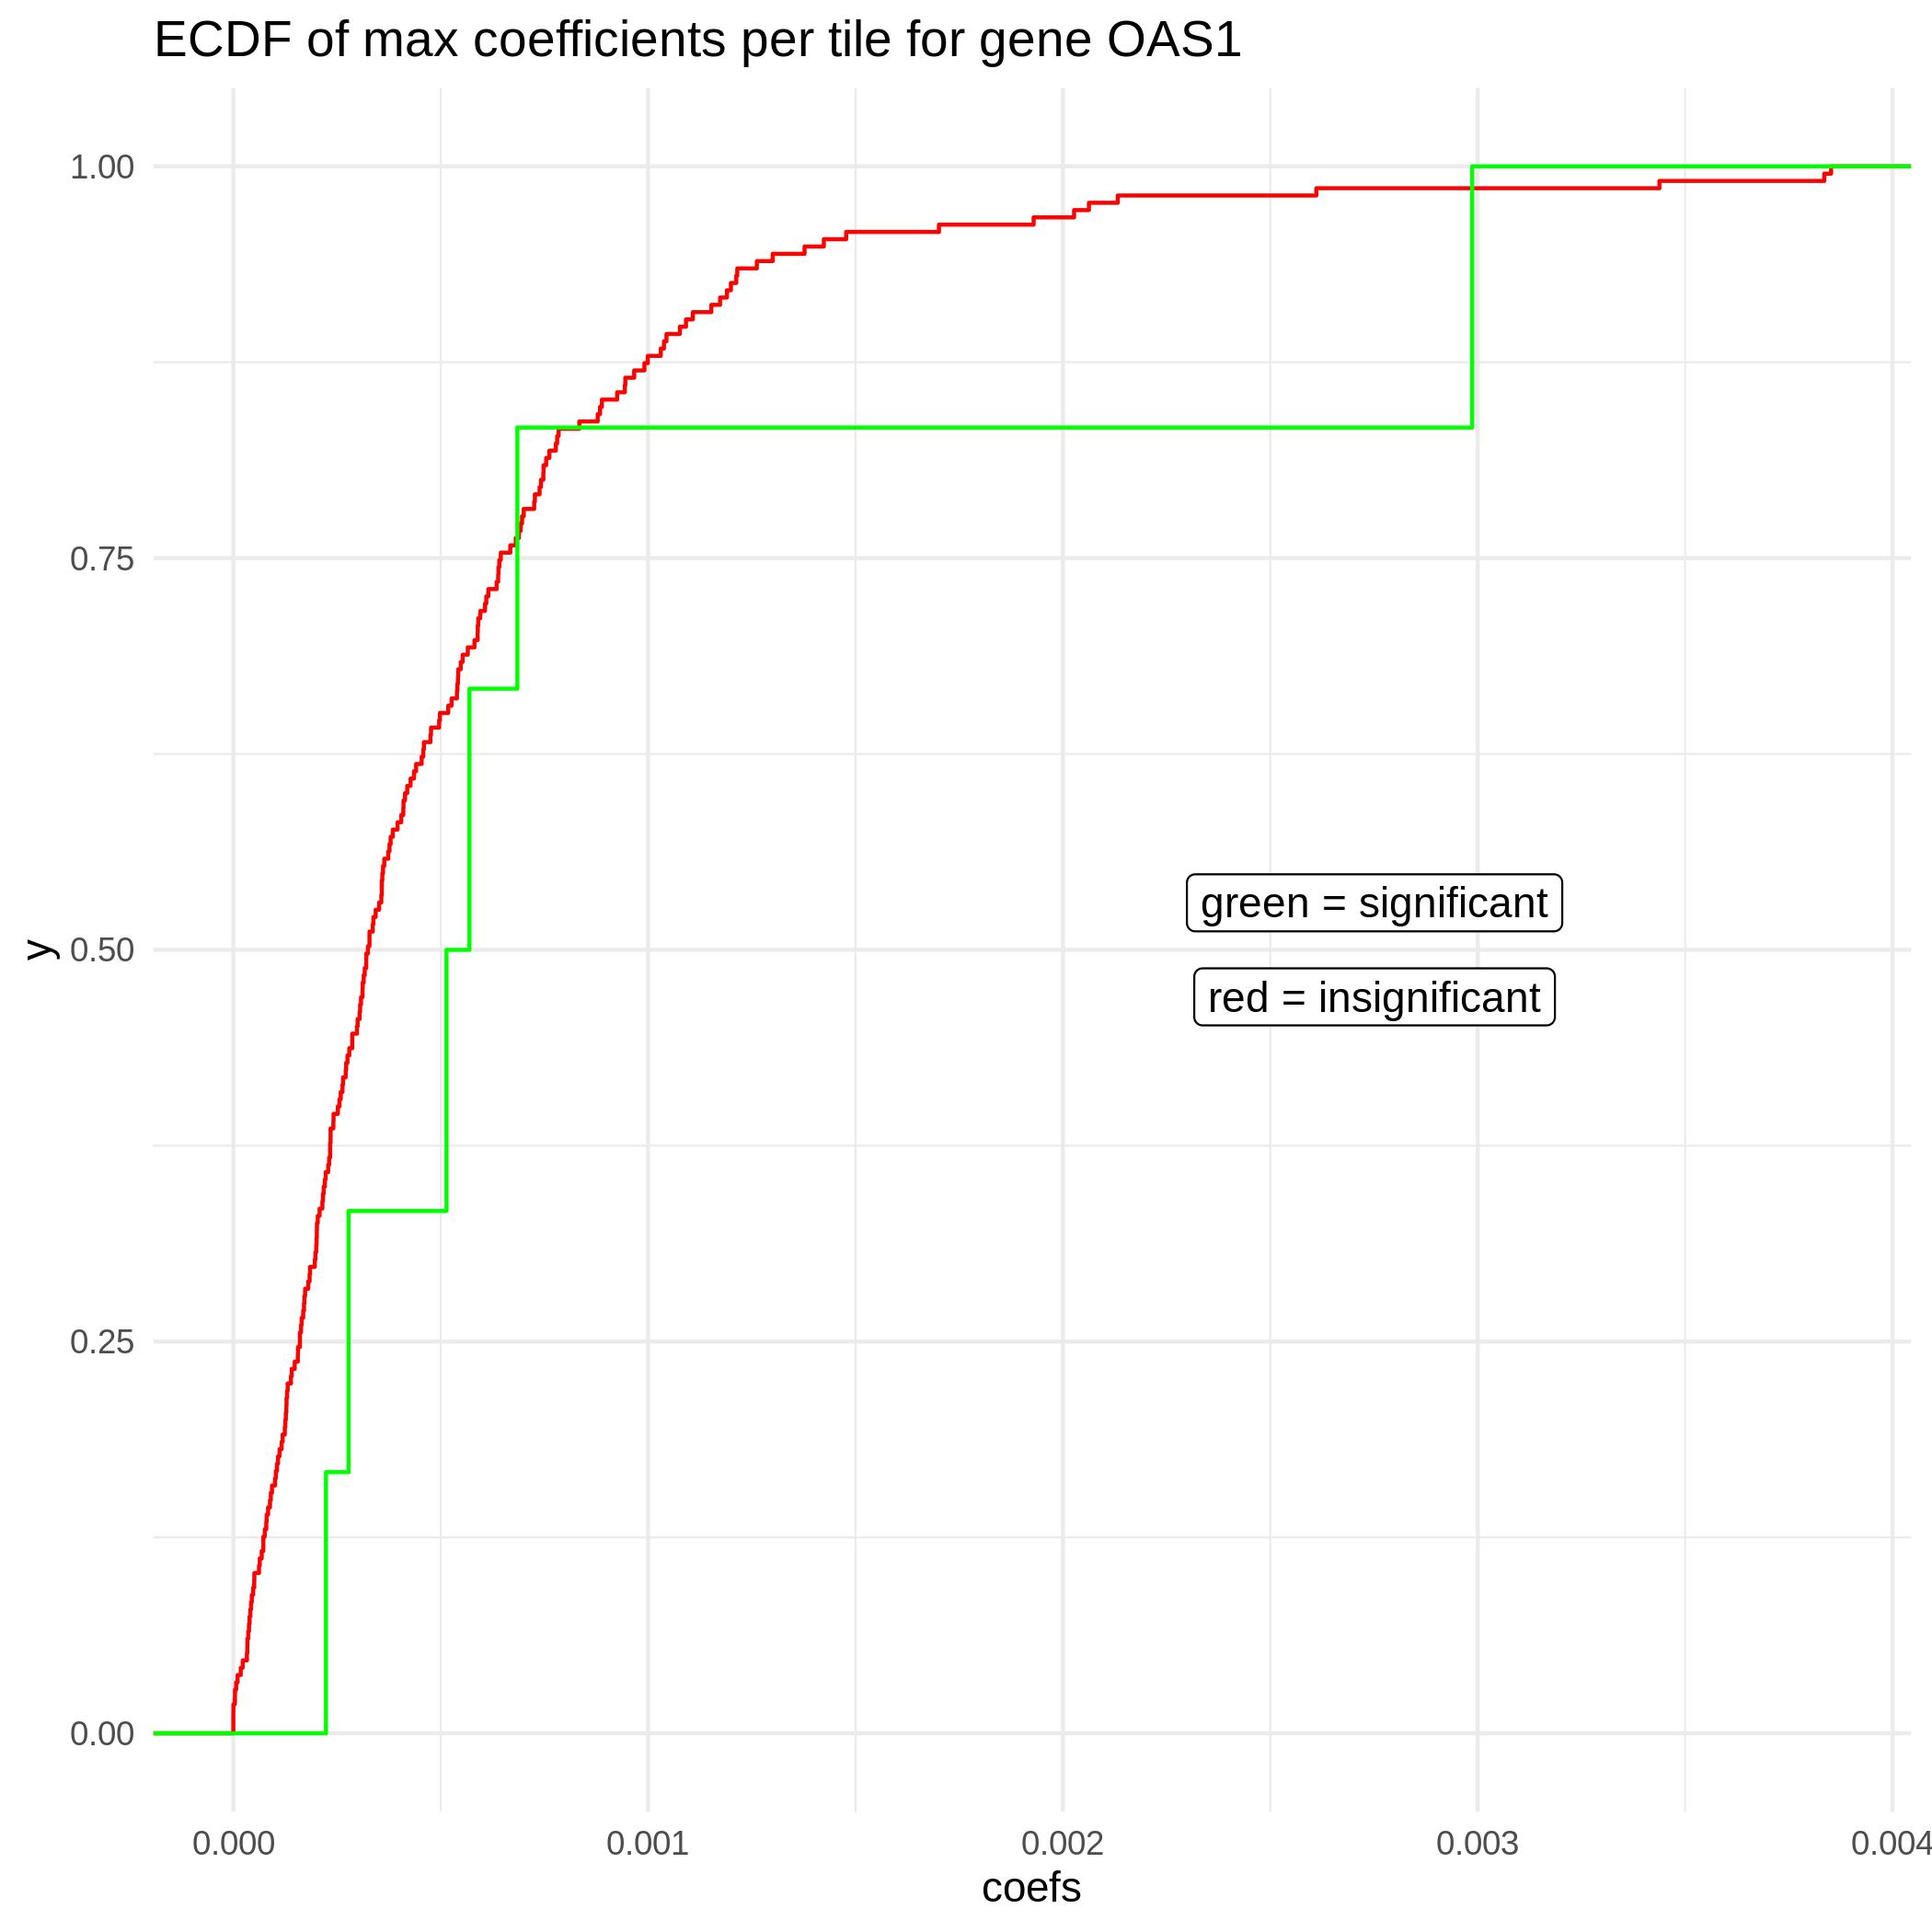 ECDF of max coefficients per tile for gene OAS1
1.00
0.75
0.50
0.25
0.00
y
green = significant
red = insignificant
0.000
0.001
0.002
0.003
0.004
coefs